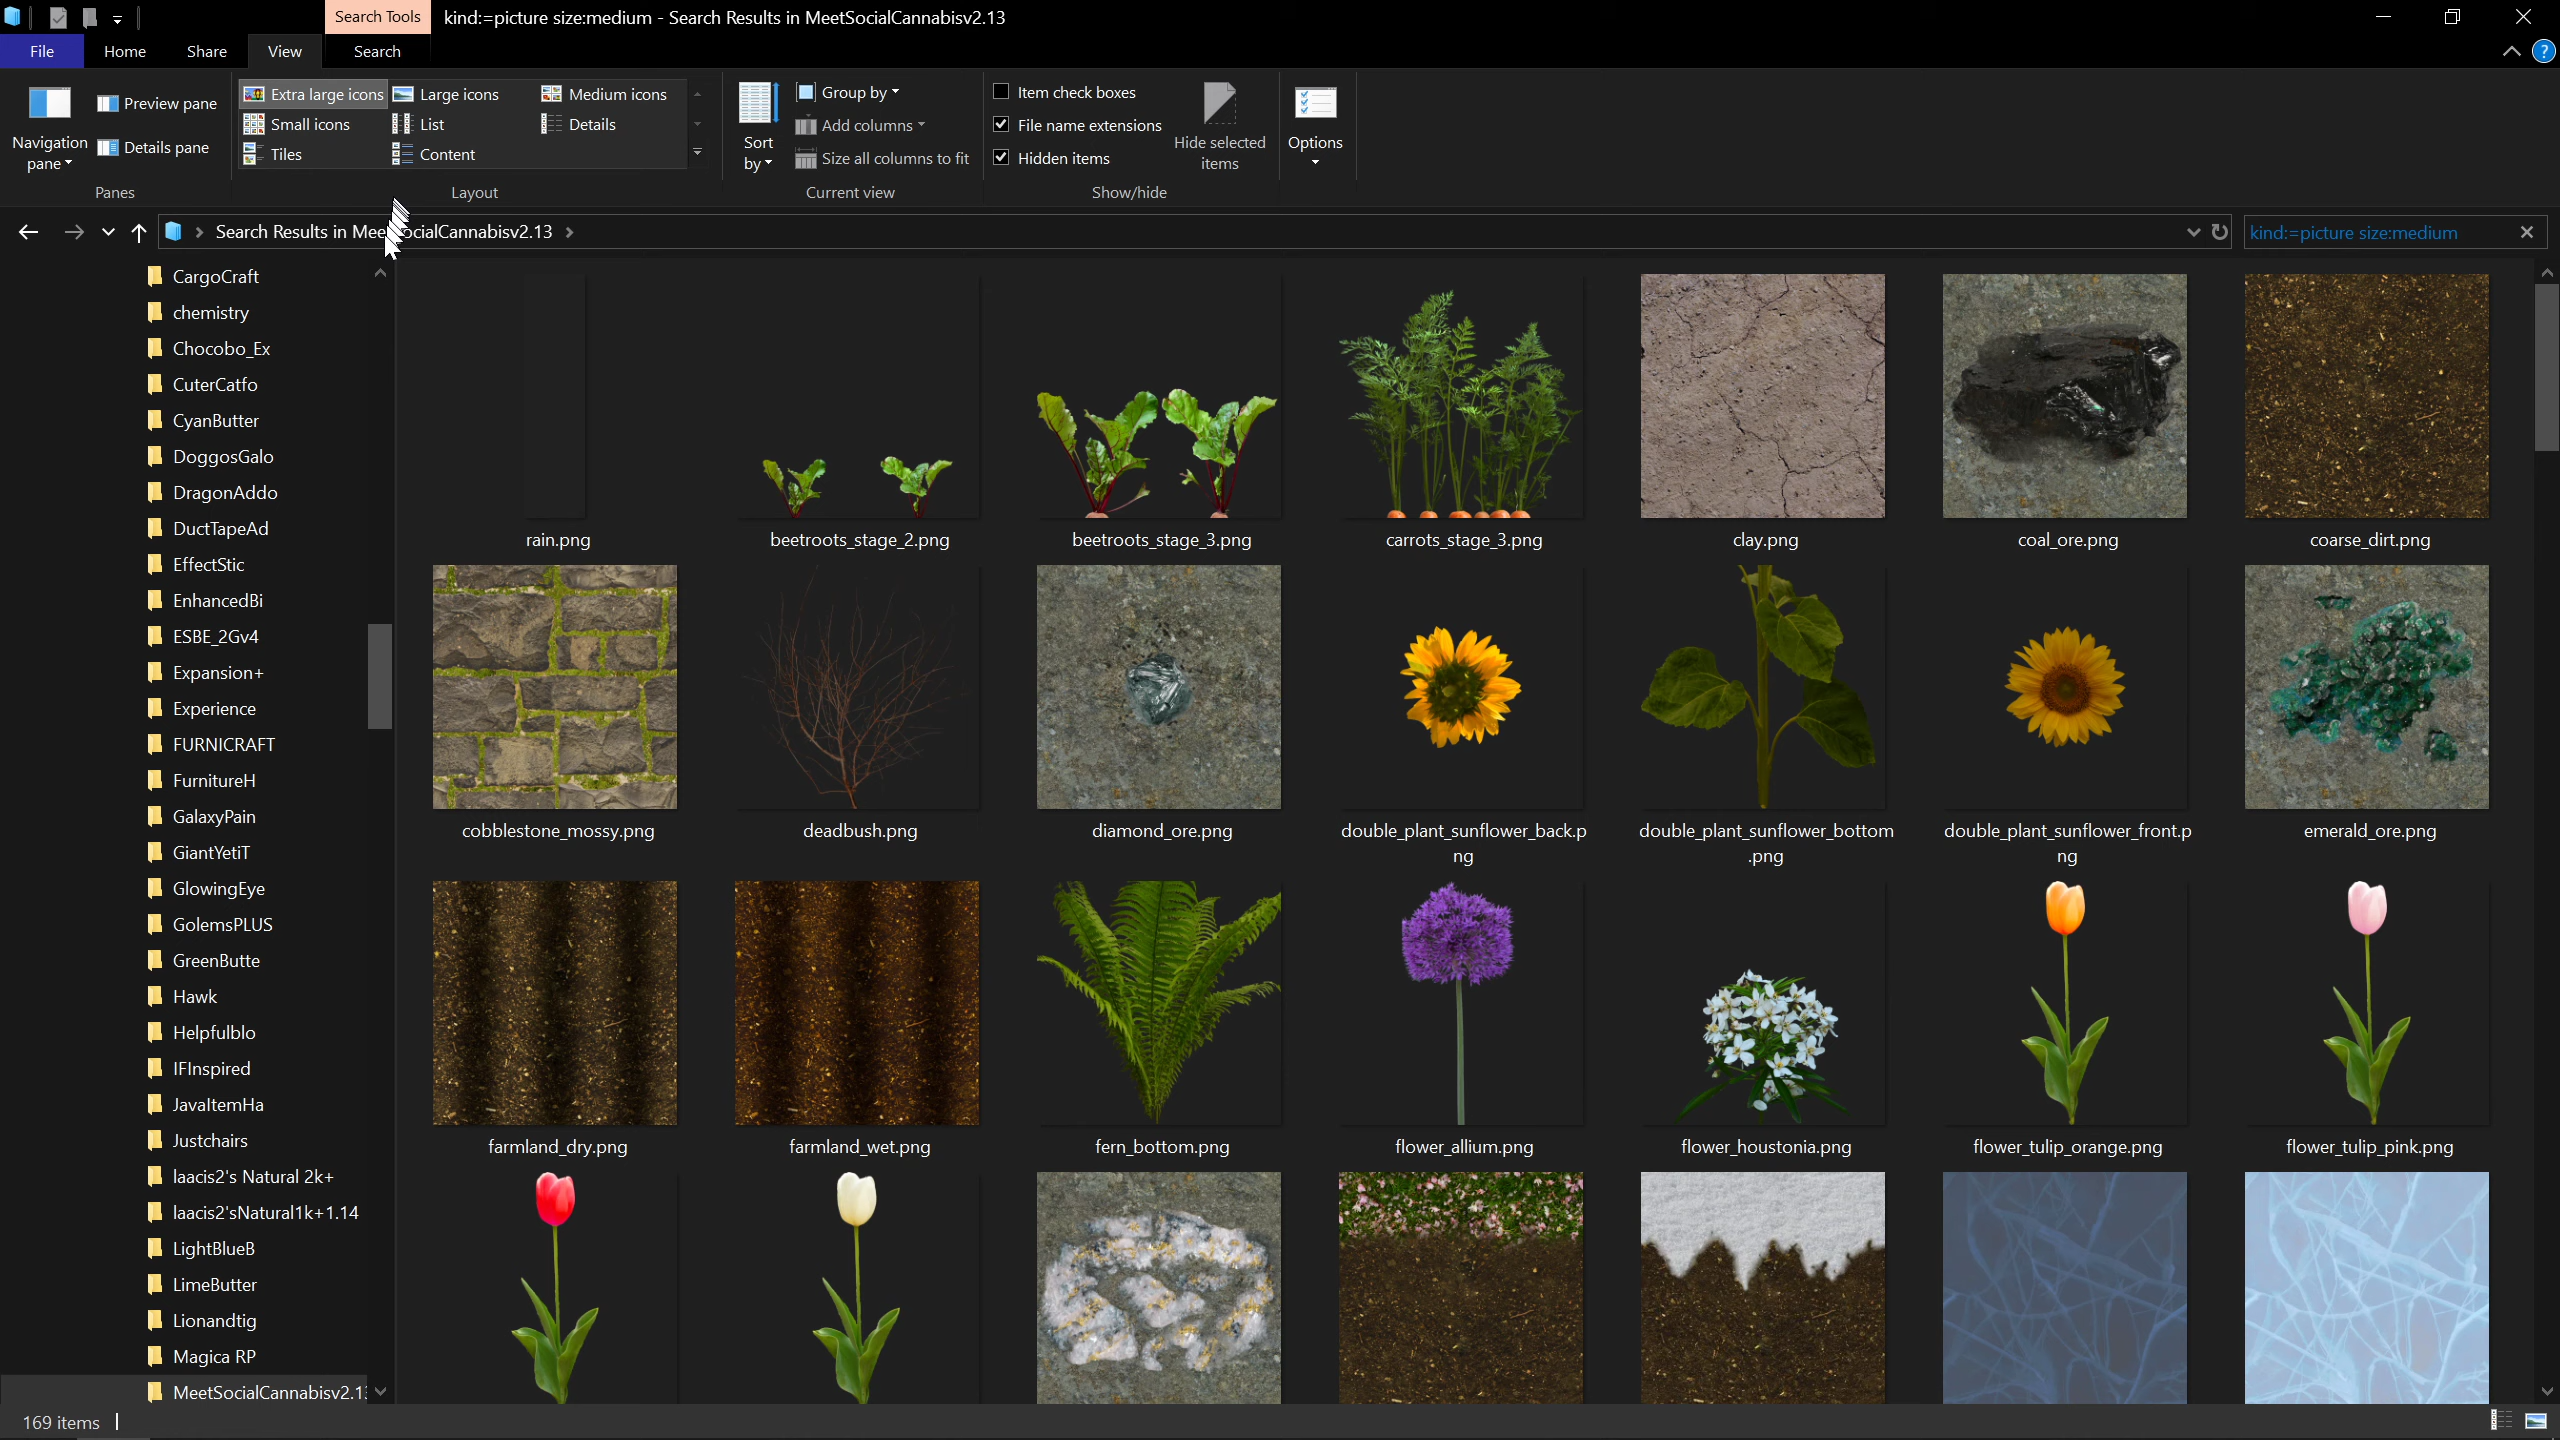 Search Tools
kind:=picture size:medium - Search Results in MeetSocialCannabisv2.13
File
Home
Share
View
Search
?
Navigation
pane
Preview pane
Details pane
Panes
Extra large icons
Large icons
Medium icons
Small icons
List
Details
Tiles
Content
Layout
Sort
by
Group by
Add columns
Size all columns to fit
Current view
Item check boxes
File name extensions
Hidden items
Hide selected
items
Show/hide
Options
Search Results in MeetSocialCannabisv2.13
kind:=picture size:medium
CargoCraft
chemistry
Chocobo_Ex
CuterCatfo
CyanButter
DoggosGalo
DragonAddo
DuctTapeAd
EffectStic
EnhancedBi
ESBE_2Gv4
Expansion+
Experience
FURNICRAFT
FurnitureH
GalaxyPain
GiantYetiT
GlowingEye
GolemsPLUS
GreenButte
Hawk
Helpfulblo
IFInspired
JavaItemHa
Justchairs
laacis2's Natural 2k+
laacis2'sNatural1k+1.14
LightBlueB
LimeButter
Lionandtig
Magica RP
MeetSocialCannabisv2.13
rain.png
beetroots_stage_2.png
beetroots_stage_3.png
carrots_stage_3.png
clay.png
coal_ore.png
coarse_dirt.png
cobblestone_mossy.png
deadbush.png
diamond_ore.png
double_plant_sunflower_back.p
ng
double_plant_sunflower_bottom
.png
double_plant_sunflower_front.p
ng
emerald_ore.png
farmland_dry.png
farmland_wet.png
fern_bottom.png
flower_allium.png
flower_houstonia.png
flower_tulip_orange.png
flower_tulip_pink.png
169 items